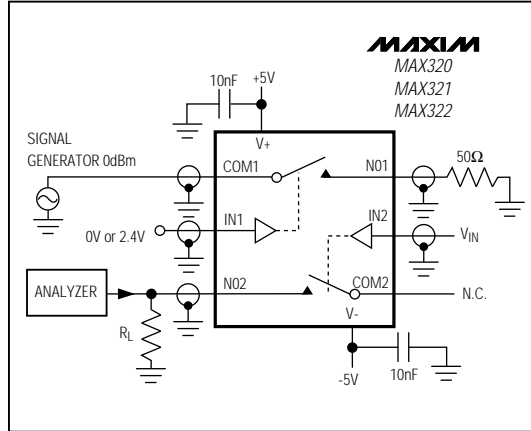 MAXIM
MAX320
MAX321
MAX322
+5V
10nF
V+
SIGNAL
GENERATOR 0dBm
COM1
N01
50Ω
0V or 2.4V
IN1
IN2
VIN
ANALYZER
N02
COM2
N.C.
RL
V-
-5V
10nF